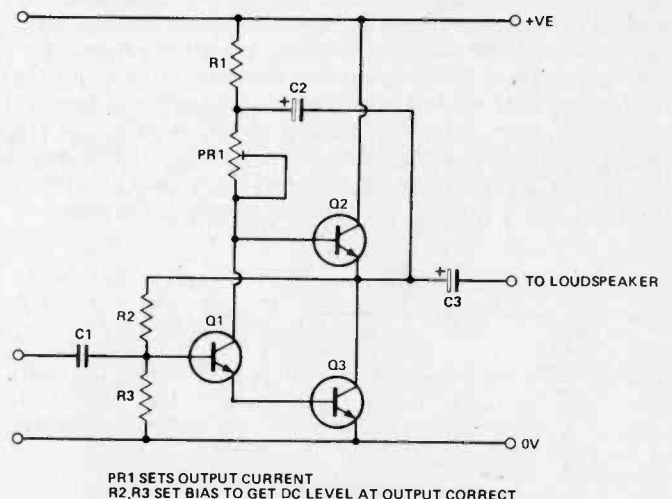 +VE
R1
C2
+
PR1
Q2
+
TO LOUDSPEAKER
C3
R2
Q1
C1
Q3
R3
0V
PR1 SETS OUTPUT CURRENT
R2,R3 SET BIAS TO GET DC LEVEL AT OUTPUT CORRECT